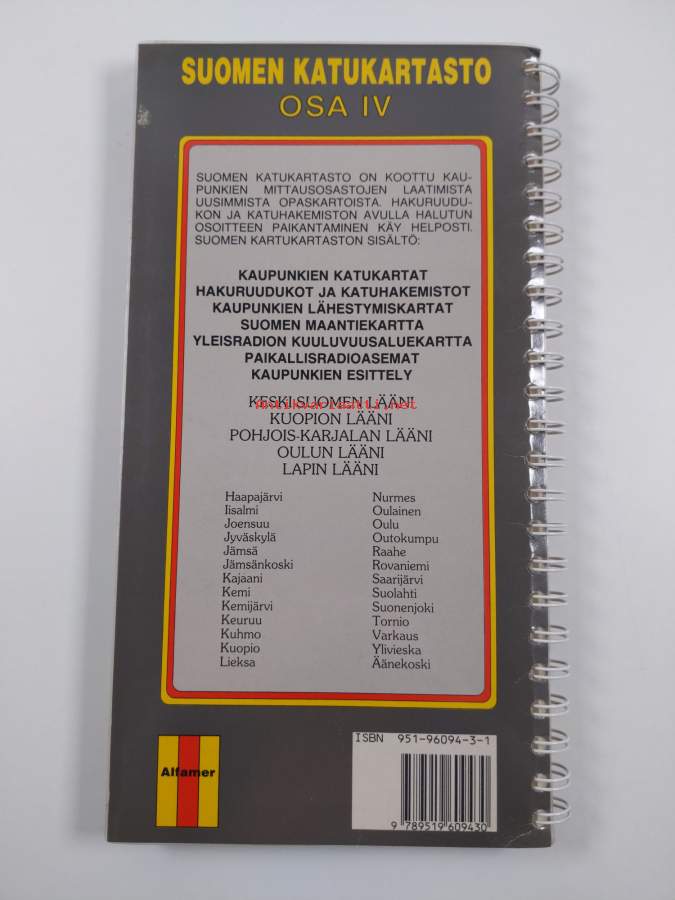 SUOMEN KATUKARTASTO
OSA IV
SUOMEN KATUKARTASTO ON KOOTTU KAU-
PUNKIEN MITTAUSOSASTOJEN LAATIMISTA
UUSIMMISTA OPASKARTOISTA. HAKURUUDU-
KON JA KATUHAKEMISTON AVULLA HALUTUN
OSOITTEEN PAIKANTAMINEN KÄY HELPOSTI.
SUOMEN KARTUKARTASTON SISÄLTÖ:
KAUPUNKIEN KATUKARTAT
HAKURUUDUKOT JA KATUHAKEMISTOT
KAUPUNKIEN LÄHESTYMISKARTAT
SUOMEN MAANTIEKARTTA
YLEISRADION KUULUVUUSALUEKARTTA
PAIKALLISRADIOASEMAT
KAUPUNKIEN ESITTELY
KESKI-SUOMEN LÄÄNI
Antikvariaatti.net
KUOPION LÄÄNI
POHJOIS-KARJALAN LÄÄNI
OULUN LÄÄNI
LAPIN LÄÄNI
Haapajärvi
Iisalmi
Joensuu
Jyväskylä
Jämsä
Jämsänkoski
Kajaani
Kemi
Kemijärvi
Keuruu
Kuhmo
Kuopio
Lieksa
Nurmes
Oulainen
Oulu
Outokumpu
Raahe
Rovaniemi
Saarijärvi
Suolahti
Suonenjoki
Tornio
Varkaus
Ylivieska
Äänekoski
Alfamer
ISBN 951-96094-3-1
9 789519 609430